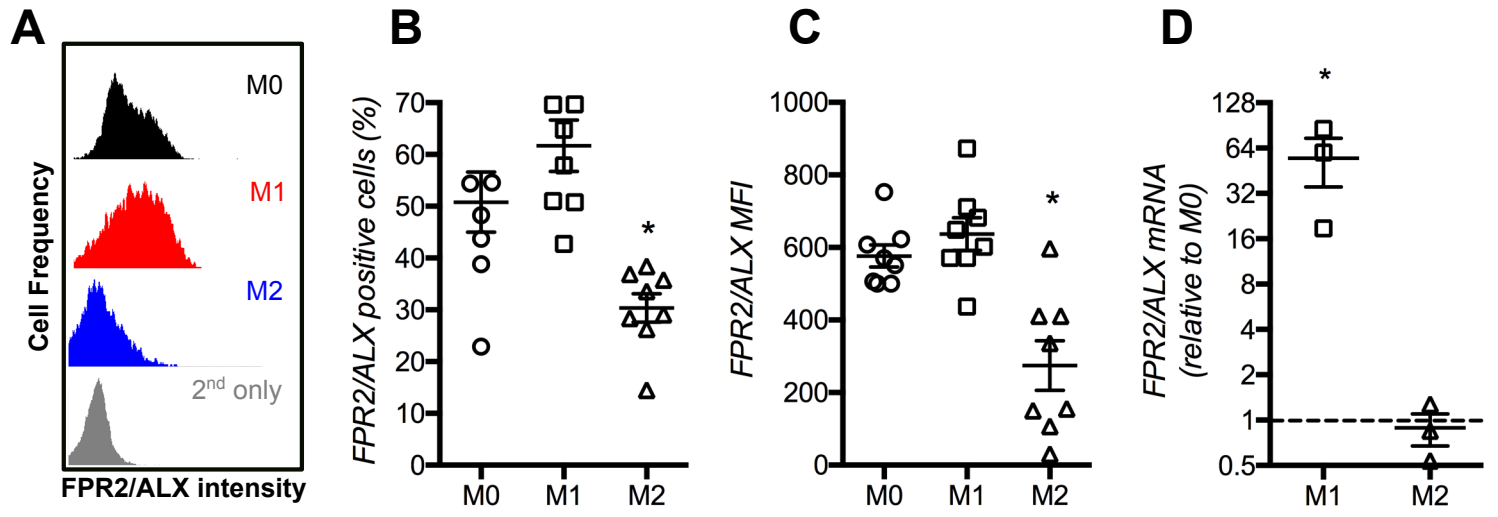 A
M0
M1
M2
2nd only
Cell Frequency
FPR2/ALX intensity
B
FPR2/ALX positive cells (%)
70
60
50
40
30
20
10
0
*
M0
M1
M2
C
FPR2/ALX MFI
1000
800
600
400
200
0
*
M0
M1
M2
D
FPR2/ALX mRNA
(relative to M0)
128
64
32
16
8
4
2
1
0.5
*
M1
M2